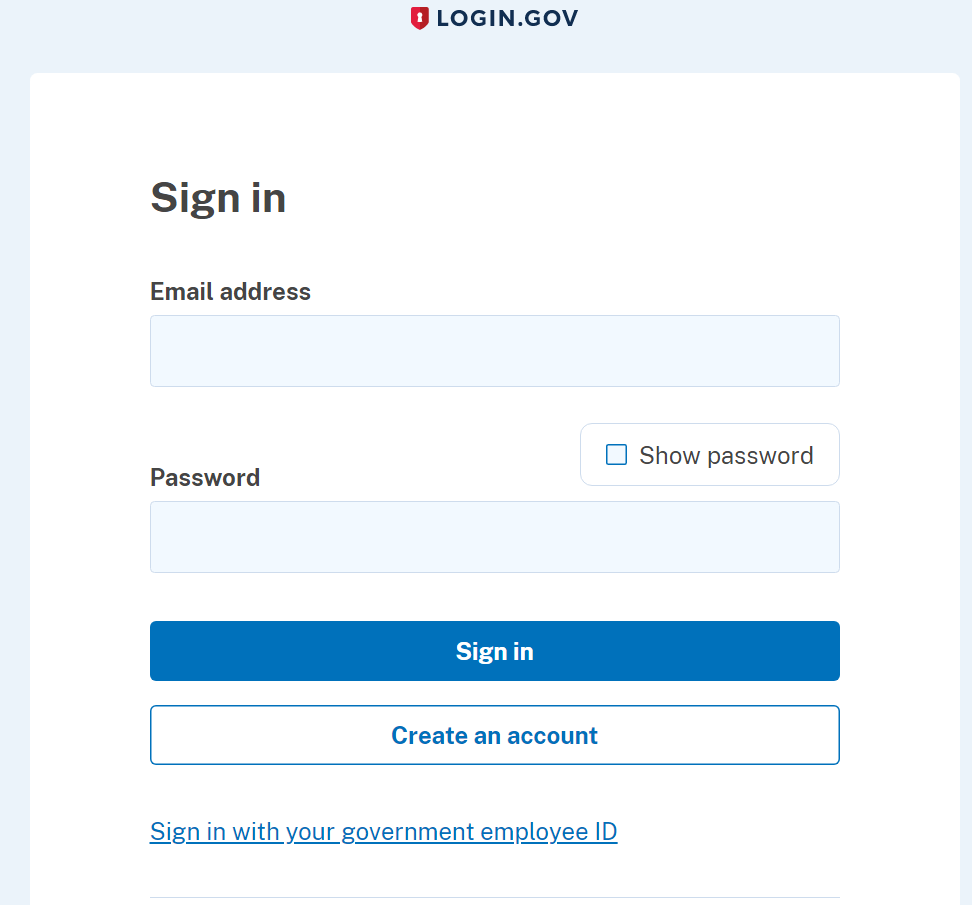 LOGIN.GOV
Sign in
Email address
Show password
Password
Sign in
Create an account
Sign in with your government employee ID